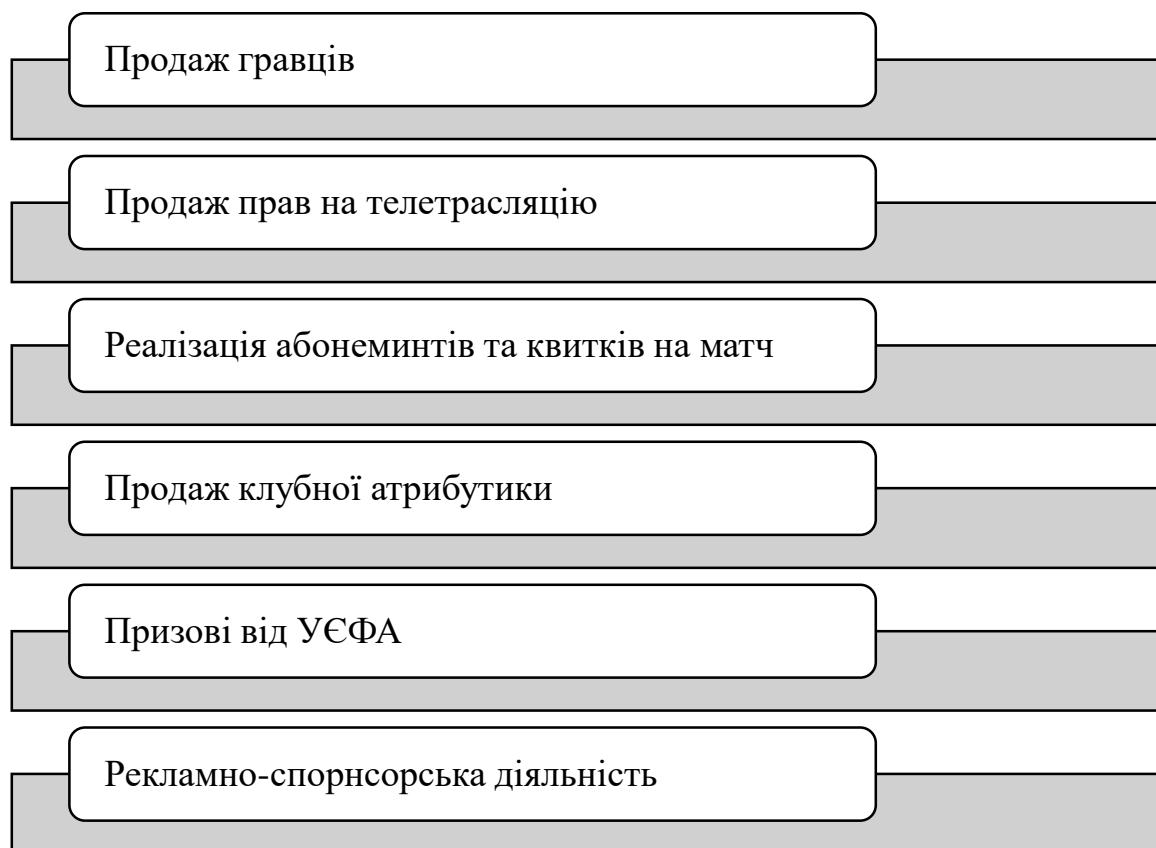 Продаж гравців
Продаж прав на телетрасляцію
Реалізація абонеминтів та квитків на матч
Продаж клубної атрибутики
Призові від УЄФА
Рекламно-спорнсорська діяльність